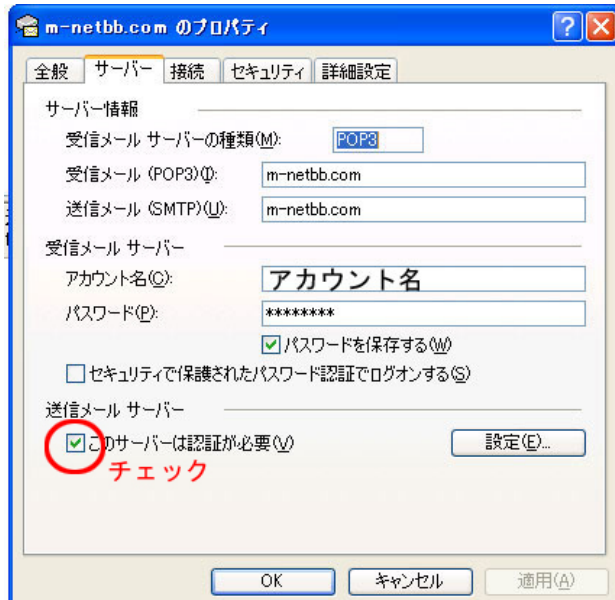 m-netbb.com のプロパティ
全般 サーバー 接続 セキュリティ 詳細設定
サーバー情報
受信メール サーバーの種類(M): POP3
受信メール (POP3)(I): m-netbb.com
送信メール (SMTP)(U): m-netbb.com
受信メール サーバー
アカウント名(C): アカウント名
パスワード(P): ********
パスワードを保存する(W)
セキュリティで保護されたパスワード認証でログオンする(S)
送信メール サーバー
このサーバーは認証が必要(V) 設定(E)...
チェック
OK キャンセル 適用(A)